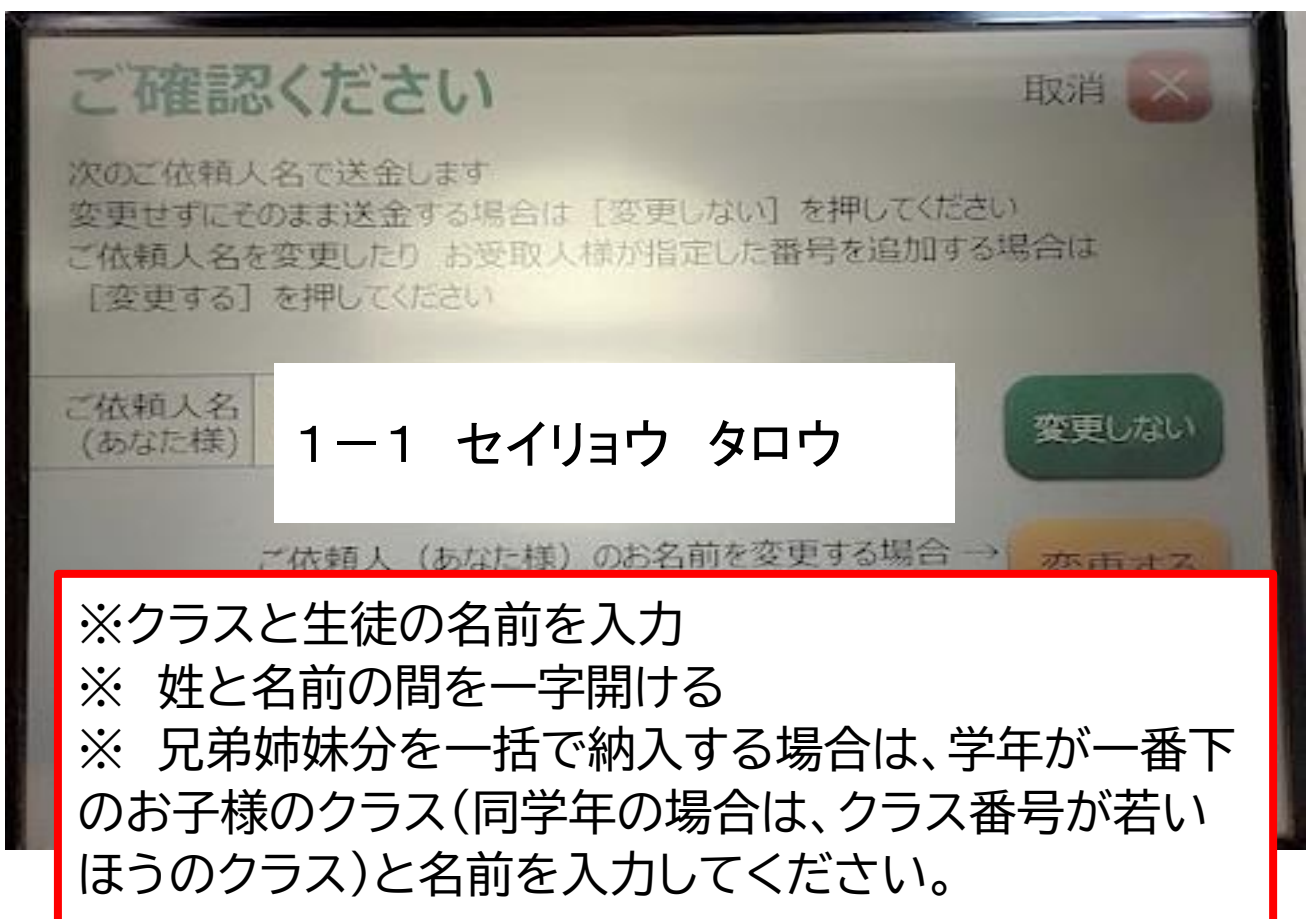 ご確認ください
取消
次のご依頼人名で送金します
変更せずにそのまま送金する場合は [変更しない] を押してください
ご依頼人名を変更したり お受取人様が指定した番号を追加する場合は
[変更する] を押してください
ご依頼人名
(あなた様)
1－1 セイリョウ タロウ
変更しない
ご依頼人 (あなた様) のお名前を変更する場合→
変更する
※クラスと生徒の名前を入力
※ 姓と名前の間を一字開ける
※ 兄弟姉妹分を一括で納入する場合は、学年が一番下
のお子様のクラス(同学年の場合は、クラス番号が若い
ほうのクラス)と名前を入力してください。